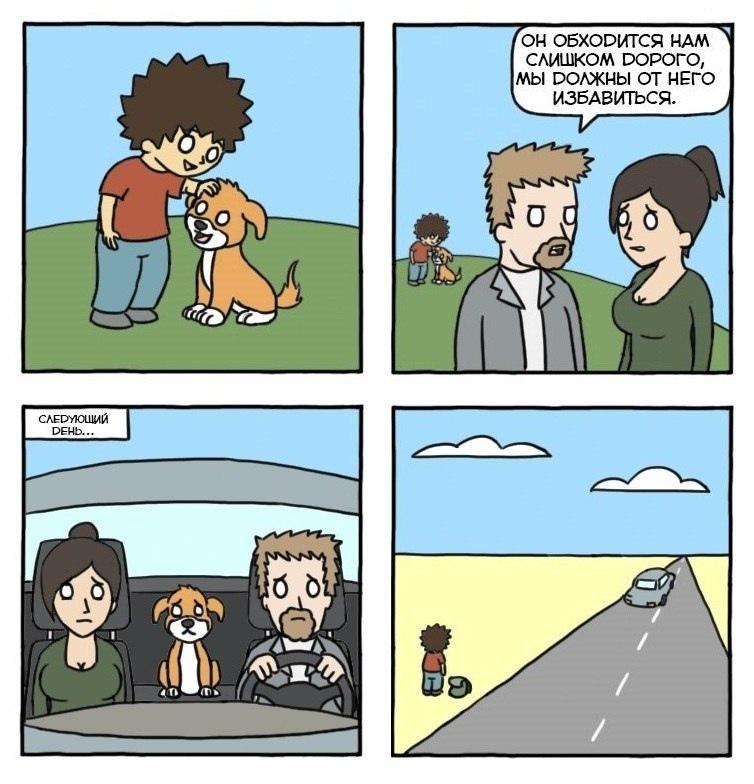 ОН ОБХОДИТСЯ НАМ
СЛИШКОМ ДОРОГО,
МЫ ДОЛЖНЫ ОТ НЕГО
ИЗБАВИТЬСЯ.
СЛЕДУЮЩИЙ
ДЕНЬ...